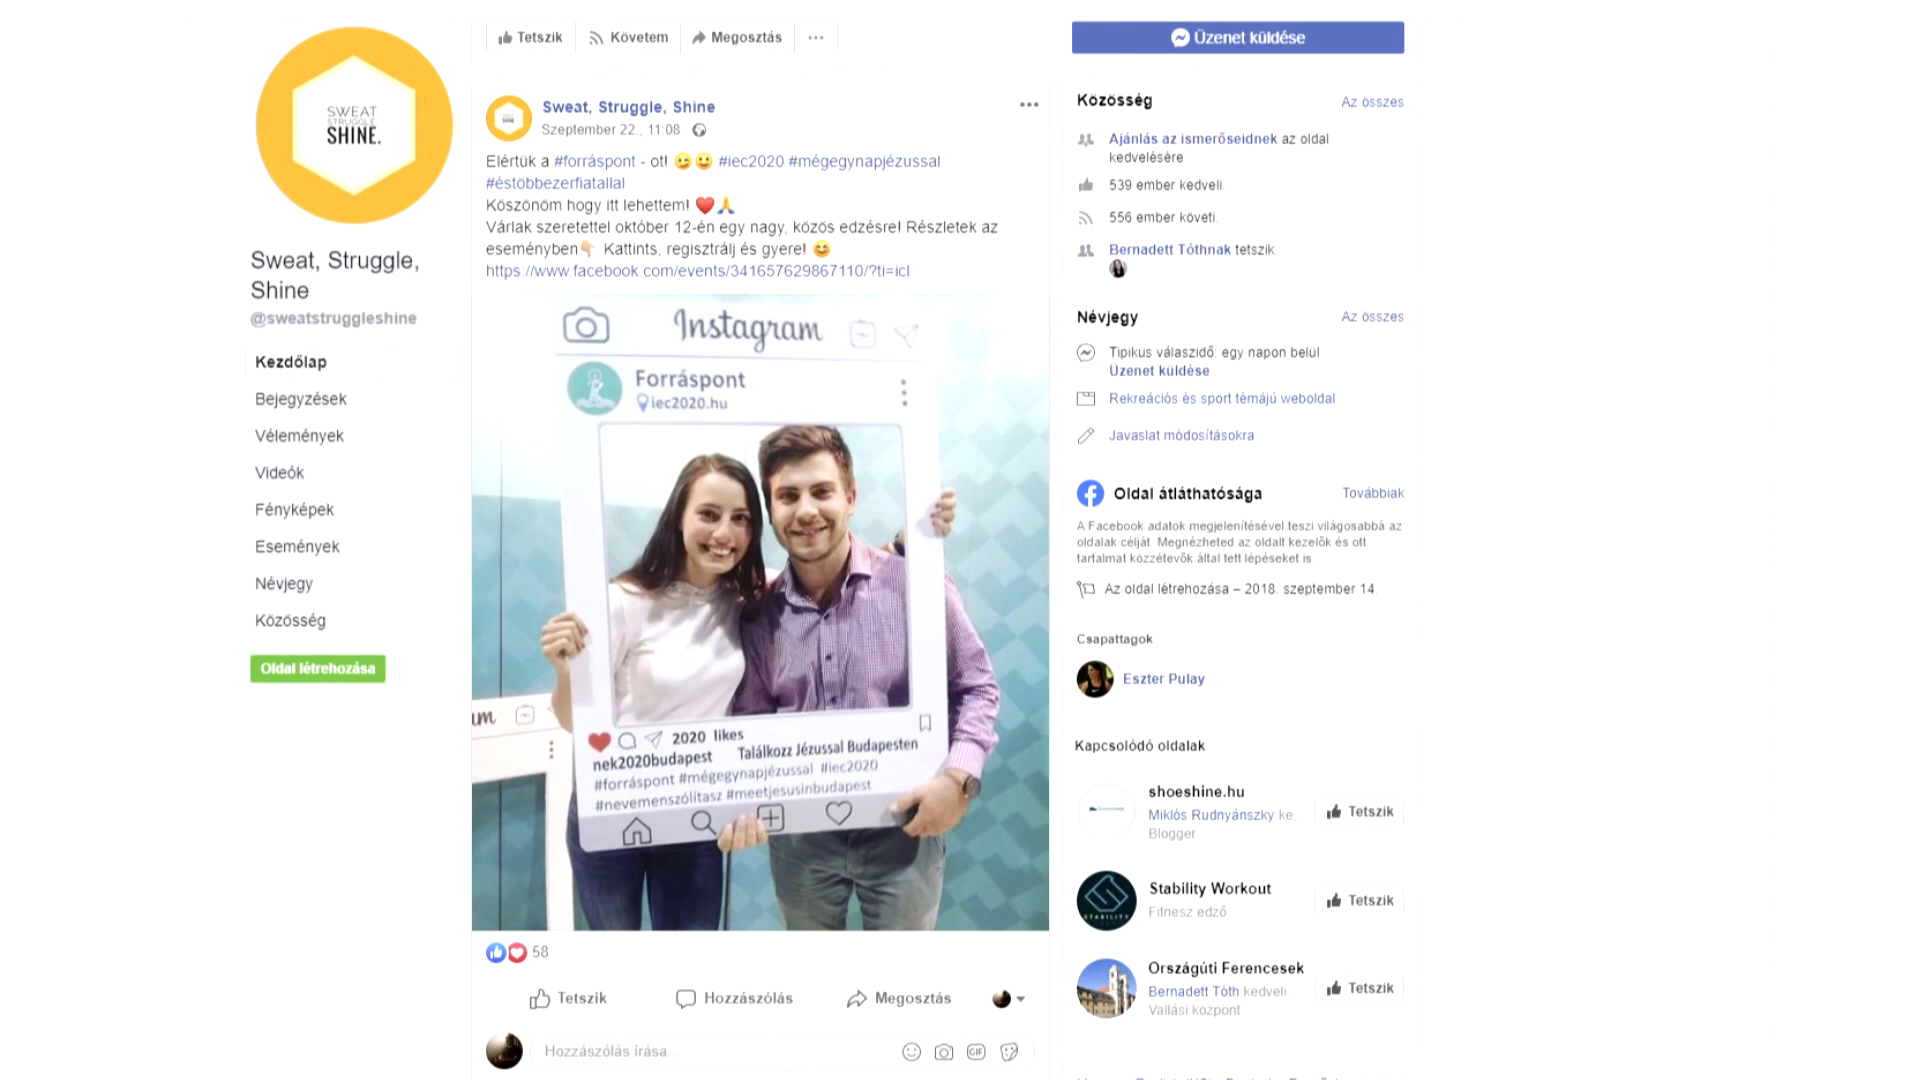 SWEAT,
STRUGGLE,
SHINE.
Sweat, Struggle,
Shine
@sweatstruggleshine
Kezdőlap
Bejegyzések
Vélemények
Videók
Fényképek
Események
Névjegy
Közösség
Oldal létrehozása
Tetszik
Követem
Megosztás
Sweat, Struggle, Shine
Szeptember 22., 11:08
Elértük a #forráspont - ot! 😉😀 #iec2020 #mégegynapjézussal
#éstöbbezerfiatallal
Köszönöm hogy itt lehettem! ❤️🙏
Várlak szeretettel október 12-én egy nagy, közös edzésre! Részletek az
eseményben👇🏼 Kattints, regisztrálj és gyere! 😊
https://www.facebook.com/events/341657629867110/?ti=icl
Instagram
Forráspont
iec2020.hu
2020 likes
nek2020budapest Találkozz Jézussal Budapesten
#forráspont #mégegynapjézussal #iec2020
#nevemenszólítasz #meetjesusinbudapest
58
Tetszik
Hozzászólás
Megosztás
Hozzászólás írása...
GIF
Üzenet küldése
Közösség
Az összes
Ajánlás az ismerőseidnek az oldal
kedvelésére
539 ember kedveli.
556 ember követi.
Bernadett Tóthnak tetszik.
Névjegy
Az összes
Tipikus válaszidő: egy napon belül
Üzenet küldése
Rekreációs és sport témájú weboldal
Javaslat módosításokra
Oldal átláthatósága
Továbbiak
A Facebook adatok megjelenítésével teszi világosabbá az
oldalak célját. Megnézheted az oldalt kezelők és ott
tartalmat közzétevők által tett lépéseket is
Az oldal létrehozása – 2018. szeptember 14
Csapattagok
Eszter Pulay
Kapcsolódó oldalak
shoeshine.hu
Miklós Rudnyánszky ke
Blogger
Tetszik
Stability Workout
Fitnesz edző
STABILITY
Tetszik
Országúti Ferencesek
Bernadett Tóth kedveli
Vallási központ
Tetszik